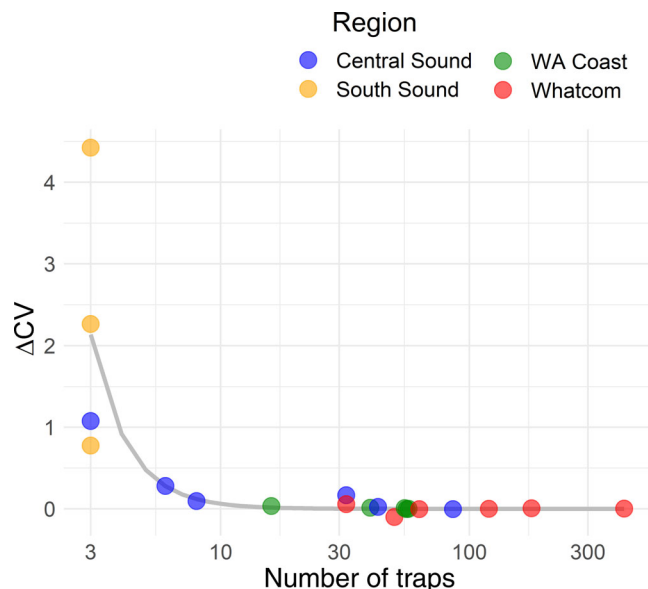 Region
Central Sound
WA Coast
South Sound
Whatcom
4
3
2
1
0
ΔCV
3
10
30
100
300
Number of traps